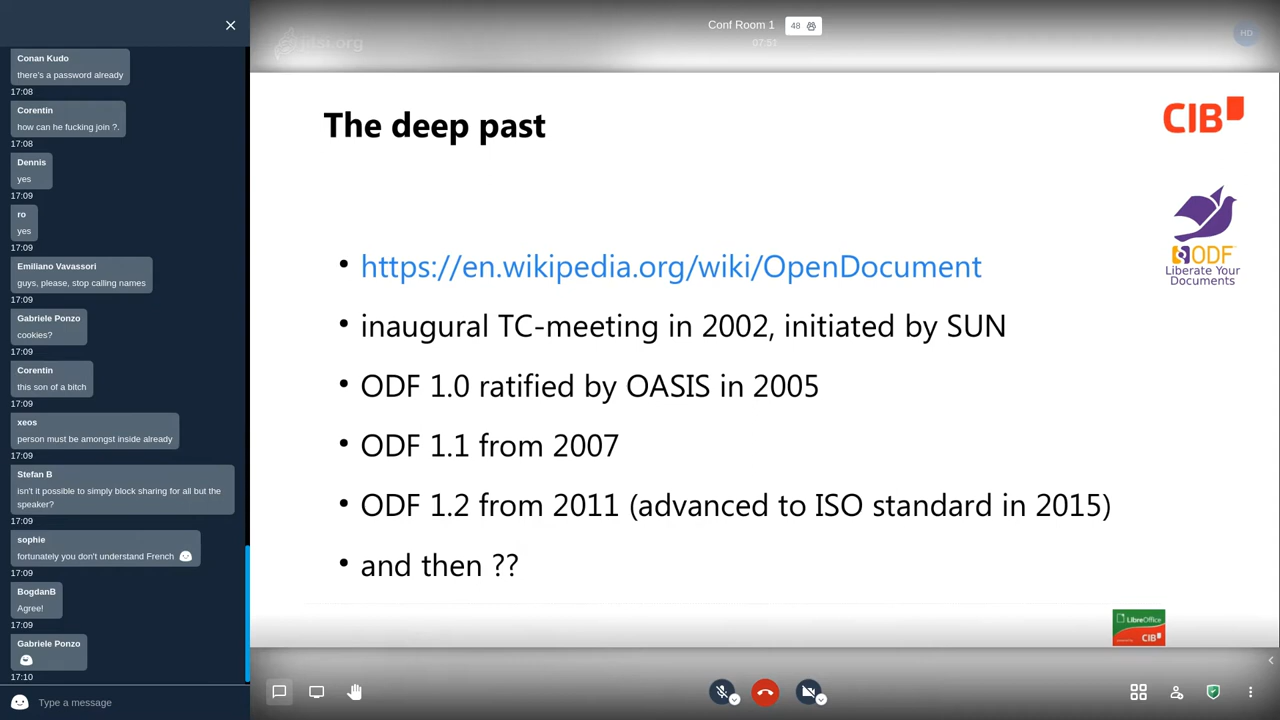 Conan Kudo
there's a password already
17:08
Corentin
how can he fucking join ?.
17:08
Dennis
yes
17:09
ro
yes
17:09
Emiliano Vavassori
guys, please, stop calling names
17:09
Gabriele Ponzo
cookies?
17:09
Corentin
this son of a bitch
17:09
xeos
person must be amongst inside already
17:09
Stefan B
isn't it possible to simply block sharing for all but the
speaker?
17:09
sophie
fortunately you don't understand French
17:09
BogdanB
Agree!
17:09
Gabriele Ponzo
17:10
Type a message
jitsi.org
Conf Room 1 48
07:51
HD
The deep past
CIB
ODF
Liberate Your
Documents
• https://en.wikipedia.org/wiki/OpenDocument
• inaugural TC-meeting in 2002, initiated by SUN
• ODF 1.0 ratified by OASIS in 2005
• ODF 1.1 from 2007
• ODF 1.2 from 2011 (advanced to ISO standard in 2015)
• and then ??
LibreOffice
CIB